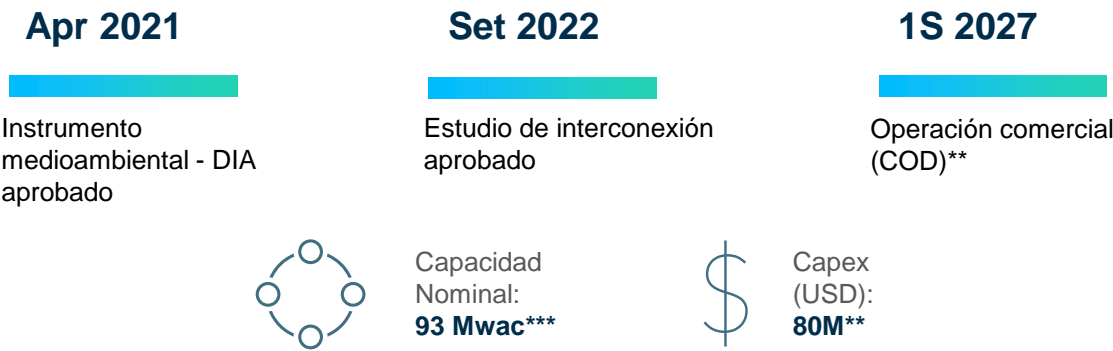 Apr 2021
Instrumento
medioambiental - DIA
aprobado
Set 2022
Estudio de interconexión
aprobado
1S 2027
Operación comercial
(COD)**
Capacidad
Nominal:
93 Mwac***
Capex
(USD):
80M**